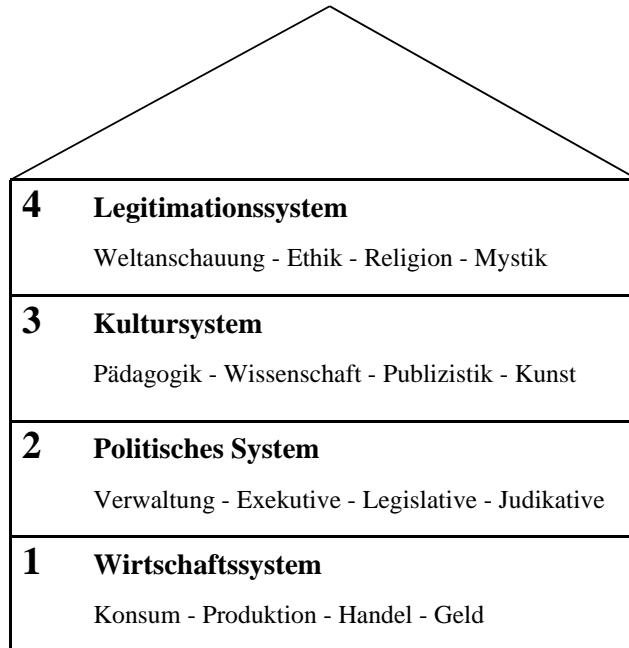 4 Legitimationssystem
Weltanschauung - Ethik - Religion - Mystik
3 Kultursystem
Pädagogik - Wissenschaft - Publizistik - Kunst
2 Politisches System
Verwaltung - Exekutive - Legislative - Judikative
1 Wirtschaftssystem
Konsum - Produktion - Handel - Geld